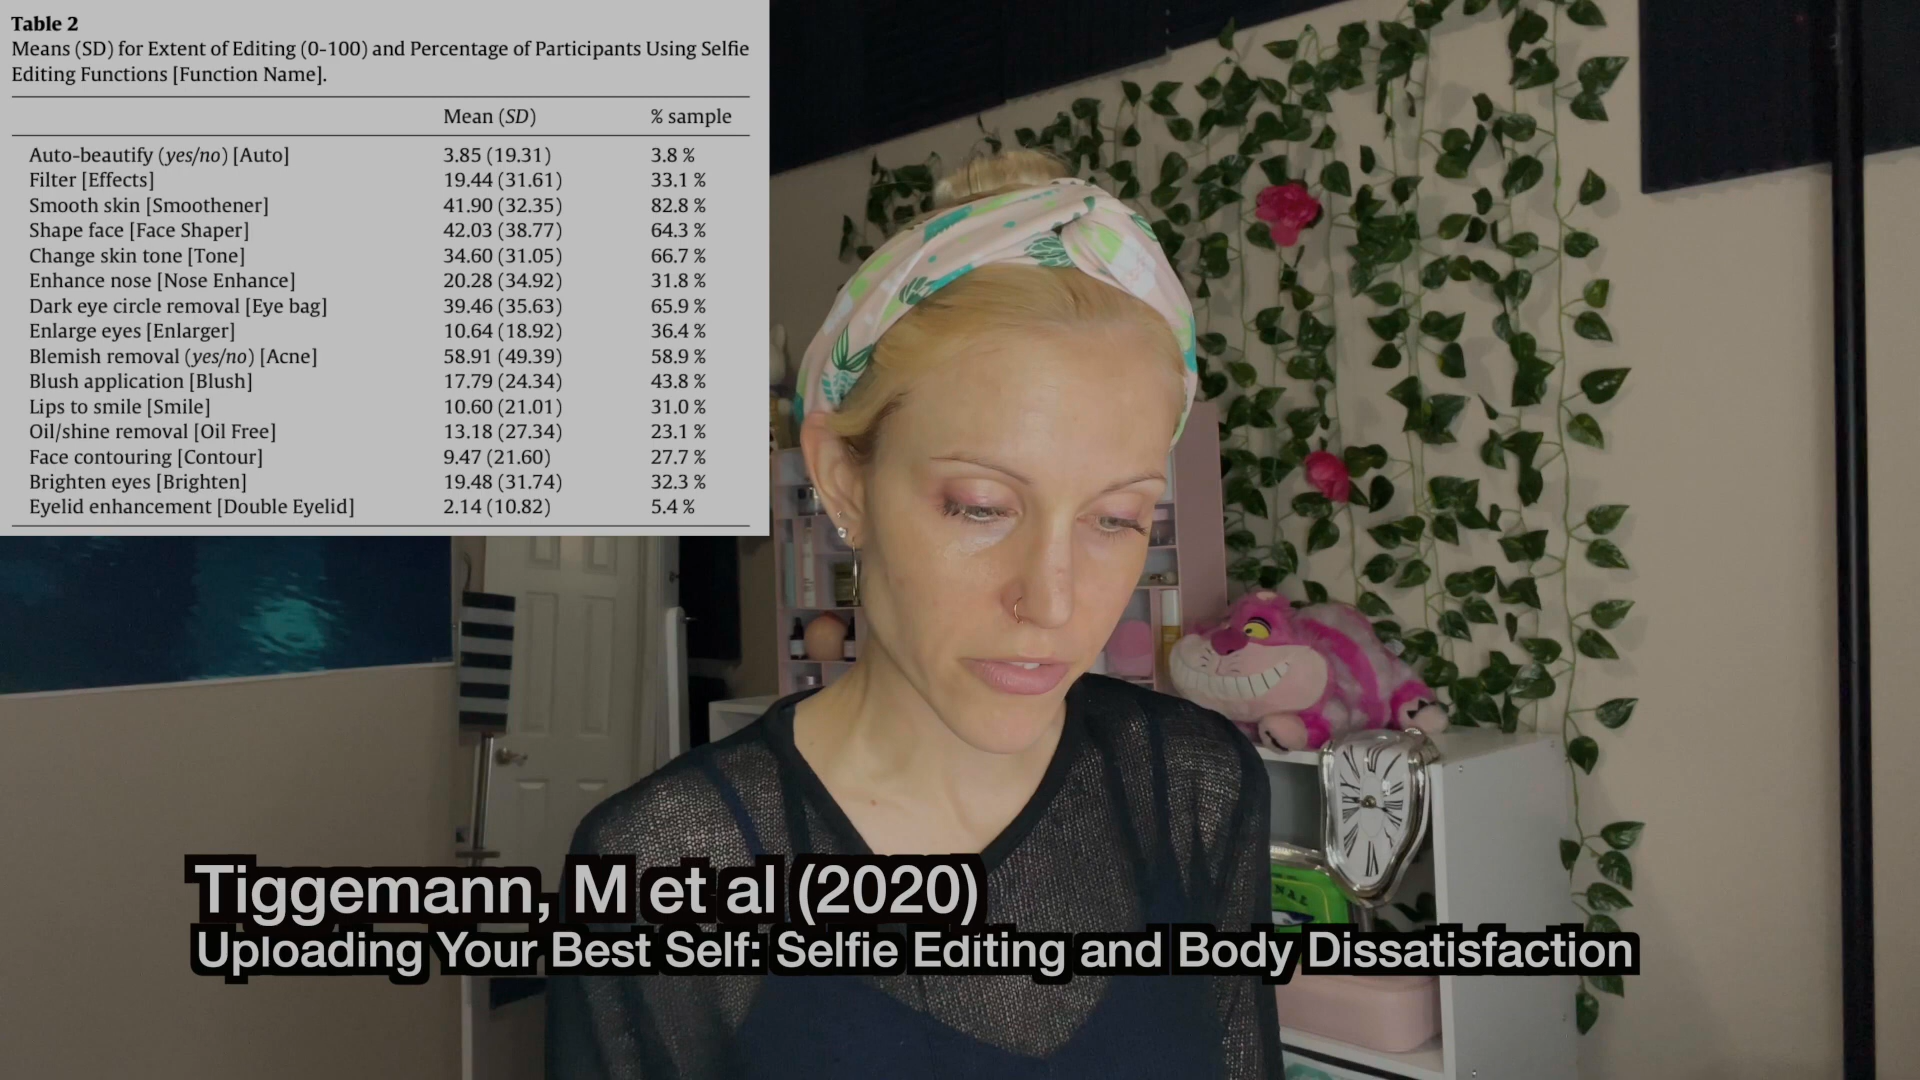 Table 2
Means (SD) for Extent of Editing (0-100) and Percentage of Participants Using Selfie
Editing Functions [Function Name].
Mean (SD) % sample
Auto-beautify (yes/no) [Auto] 3.85 (19.31) 3.8 %
Filter [Effects] 19.44 (31.61) 33.1 %
Smooth skin [Smoothener] 41.90 (32.35) 82.8 %
Shape face [Face Shaper] 42.03 (38.77) 64.3 %
Change skin tone [Tone] 34.60 (31.05) 66.7 %
Enhance nose [Nose Enhance] 20.28 (34.92) 31.8 %
Dark eye circle removal [Eye bag] 39.46 (35.63) 65.9 %
Enlarge eyes [Enlarger] 10.64 (18.92) 36.4 %
Blemish removal (yes/no) [Acne] 58.91 (49.39) 58.9 %
Blush application [Blush] 17.79 (24.34) 43.8 %
Lips to smile [Smile] 10.60 (21.01) 31.0 %
Oil/shine removal [Oil Free] 13.18 (27.34) 23.1 %
Face contouring [Contour] 9.47 (21.60) 27.7 %
Brighten eyes [Brighten] 19.48 (31.74) 32.3 %
Eyelid enhancement [Double Eyelid] 2.14 (10.82) 5.4 %
Tiggemann, M et al (2020)
Uploading Your Best Self: Selfie Editing and Body Dissatisfaction